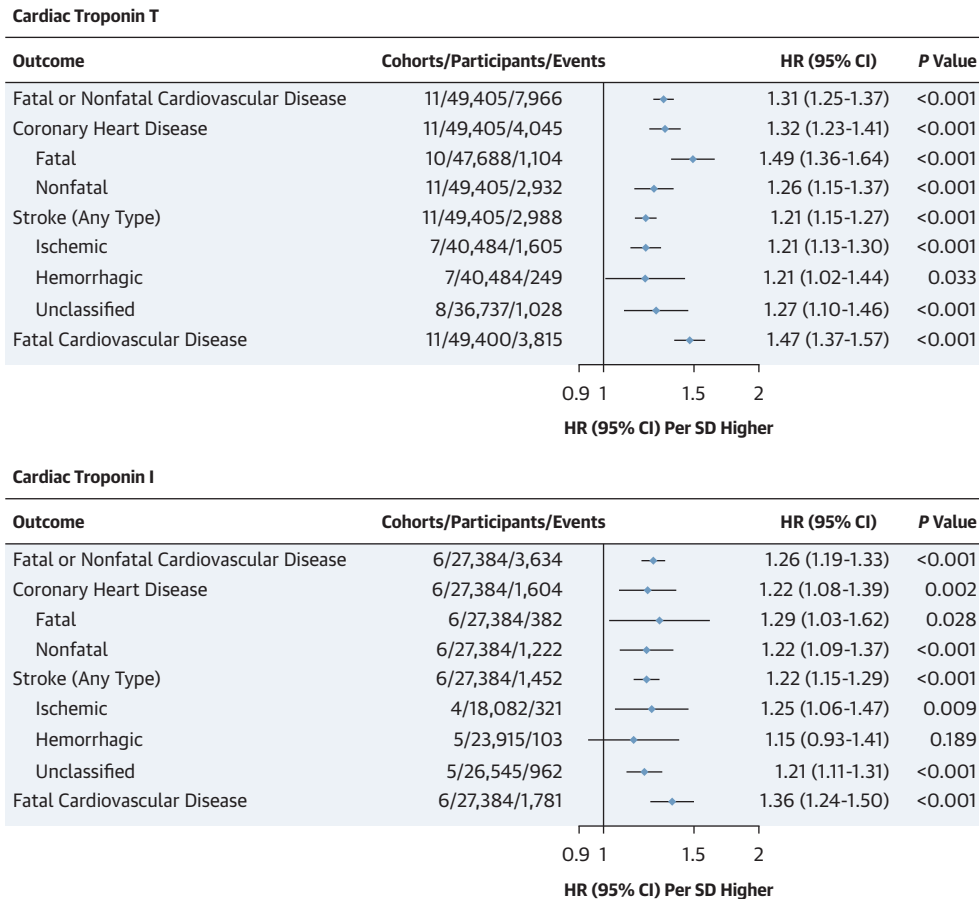 Cardiac Troponin T
Outcome Cohorts/Participants/Events HR (95% CI) P Value
Fatal or Nonfatal Cardiovascular Disease 11/49,405/7,966 1.31 (1.25-1.37) <0.001
Coronary Heart Disease 11/49,405/4,045 1.32 (1.23-1.41) <0.001
Fatal 10/47,688/1,104 1.49 (1.36-1.64) <0.001
Nonfatal 11/49,405/2,932 1.26 (1.15-1.37) <0.001
Stroke (Any Type) 11/49,405/2,988 1.21 (1.15-1.27) <0.001
Ischemic 7/40,484/1,605 1.21 (1.13-1.30) <0.001
Hemorrhagic 7/40,484/249 1.21 (1.02-1.44) 0.033
Unclassified 8/36,737/1,028 1.27 (1.10-1.46) <0.001
Fatal Cardiovascular Disease 11/49,400/3,815 1.47 (1.37-1.57) <0.001
0.9 1 1.5 2
HR (95% CI) Per SD Higher
Cardiac Troponin I
Outcome Cohorts/Participants/Events HR (95% CI) P Value
Fatal or Nonfatal Cardiovascular Disease 6/27,384/3,634 1.26 (1.19-1.33) <0.001
Coronary Heart Disease 6/27,384/1,604 1.22 (1.08-1.39) 0.002
Fatal 6/27,384/382 1.29 (1.03-1.62) 0.028
Nonfatal 6/27,384/1,222 1.22 (1.09-1.37) <0.001
Stroke (Any Type) 6/27,384/1,452 1.22 (1.15-1.29) <0.001
Ischemic 4/18,082/321 1.25 (1.06-1.47) 0.009
Hemorrhagic 5/23,915/103 1.15 (0.93-1.41) 0.189
Unclassified 5/26,545/962 1.21 (1.11-1.31) <0.001
Fatal Cardiovascular Disease 6/27,384/1,781 1.36 (1.24-1.50) <0.001
0.9 1 1.5 2
HR (95% CI) Per SD Higher